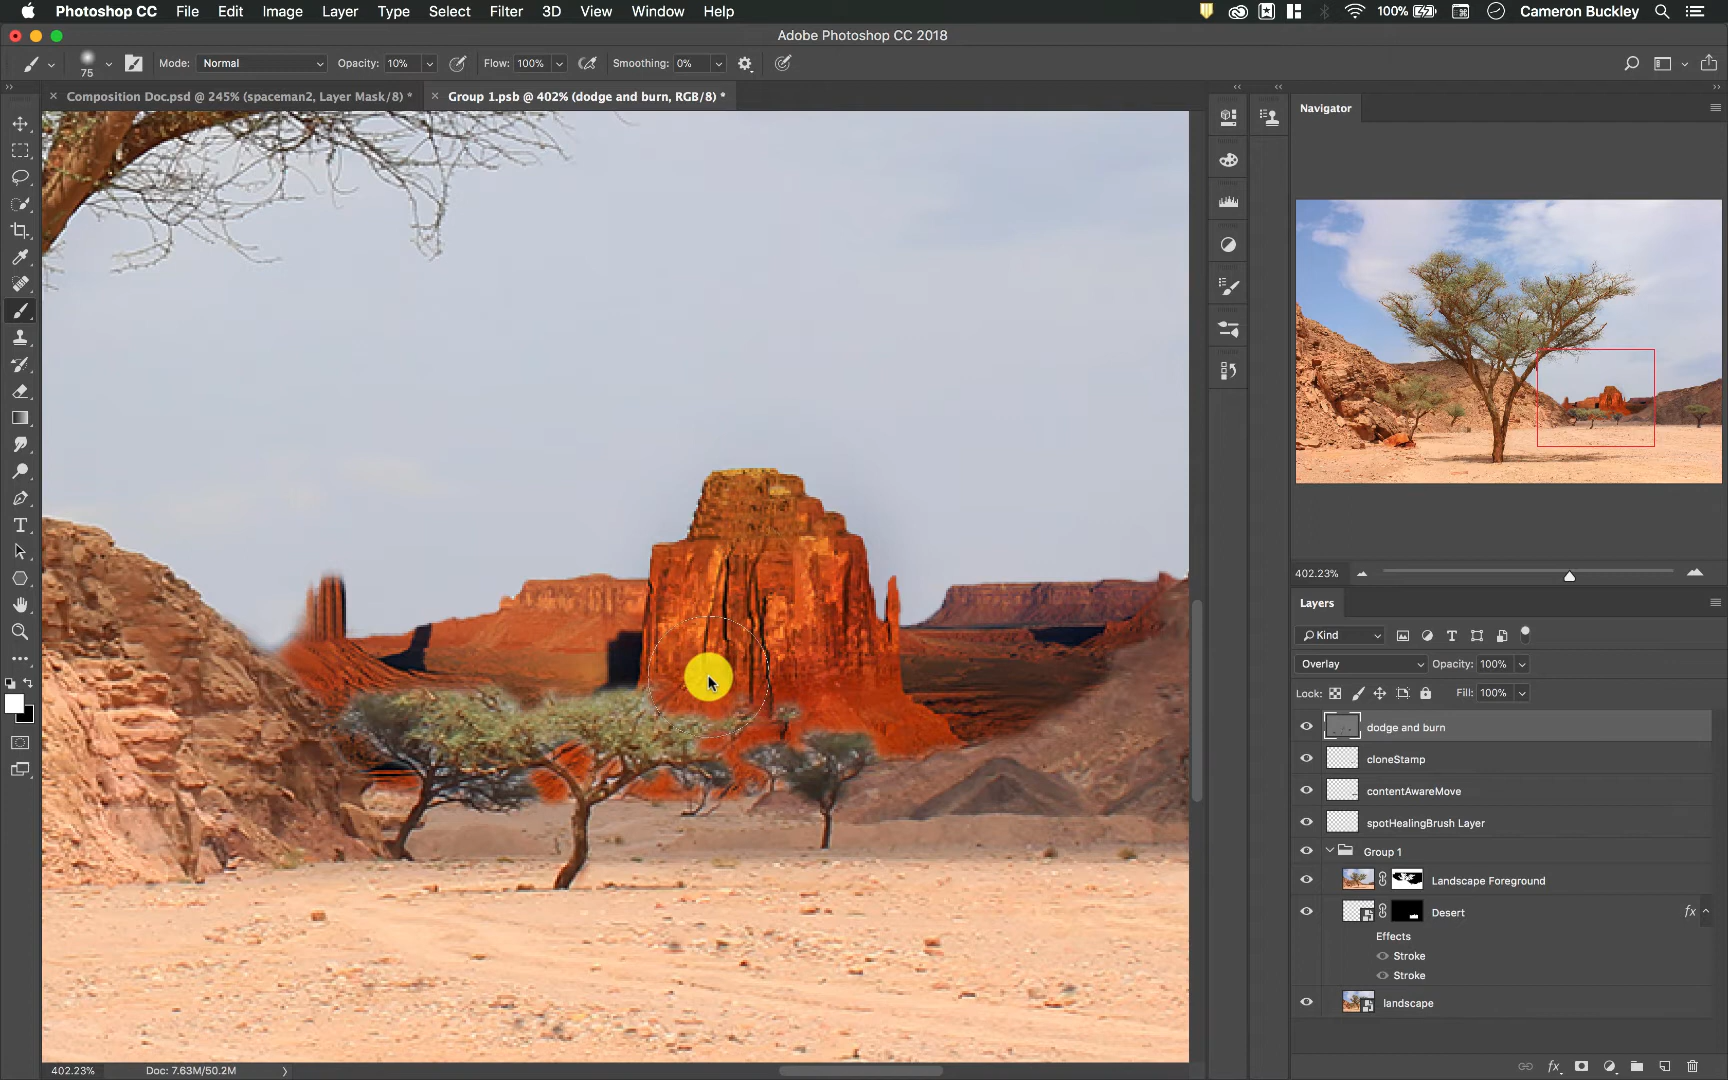 Photoshop CC File Edit Image Layer Type Select Filter 3D View Window Help 100% Cameron Buckley
Adobe Photoshop CC 2018
75 Mode: Normal Opacity: 10% Flow: 100% Smoothing: 0%
Composition Doc.psd @ 245% (spaceman2, Layer Mask/8) * Group 1.psb @ 402% (dodge and burn, RGB/8) *
Navigator
402.23%
Layers
Kind
Overlay Opacity: 100%
Lock: Fill: 100%
dodge and burn
cloneStamp
contentAwareMove
spotHealingBrush Layer
Group 1
Landscape Foreground
Desert fx
Effects
Stroke
Stroke
landscape
402.23% Doc: 7.63M/50.2M
fx